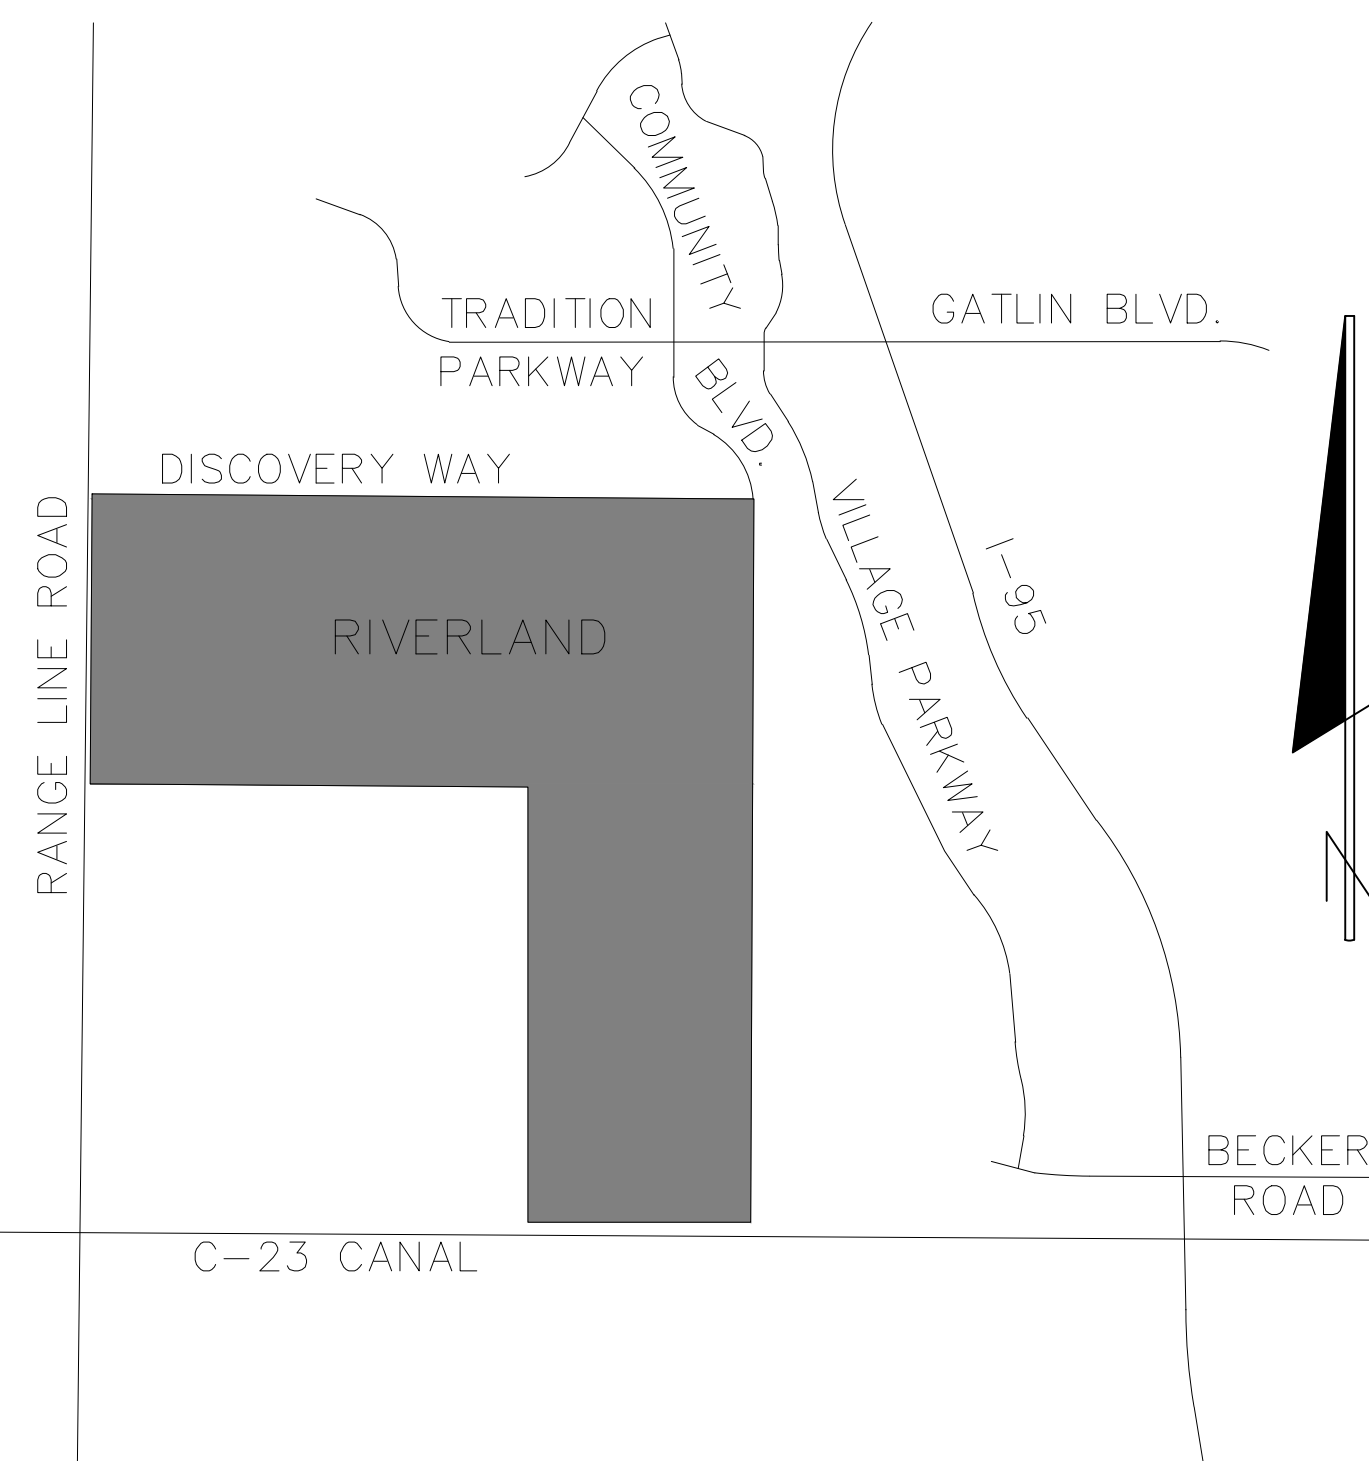 COMMUNITY
BLVD.
TRADITION
PARKWAY
GATLIN BLVD.
DISCOVERY WAY
RANGE LINE ROAD
RIVERLAND
VILLAGE PARKWAY
I-95
N
BECKER
ROAD
C-23 CANAL